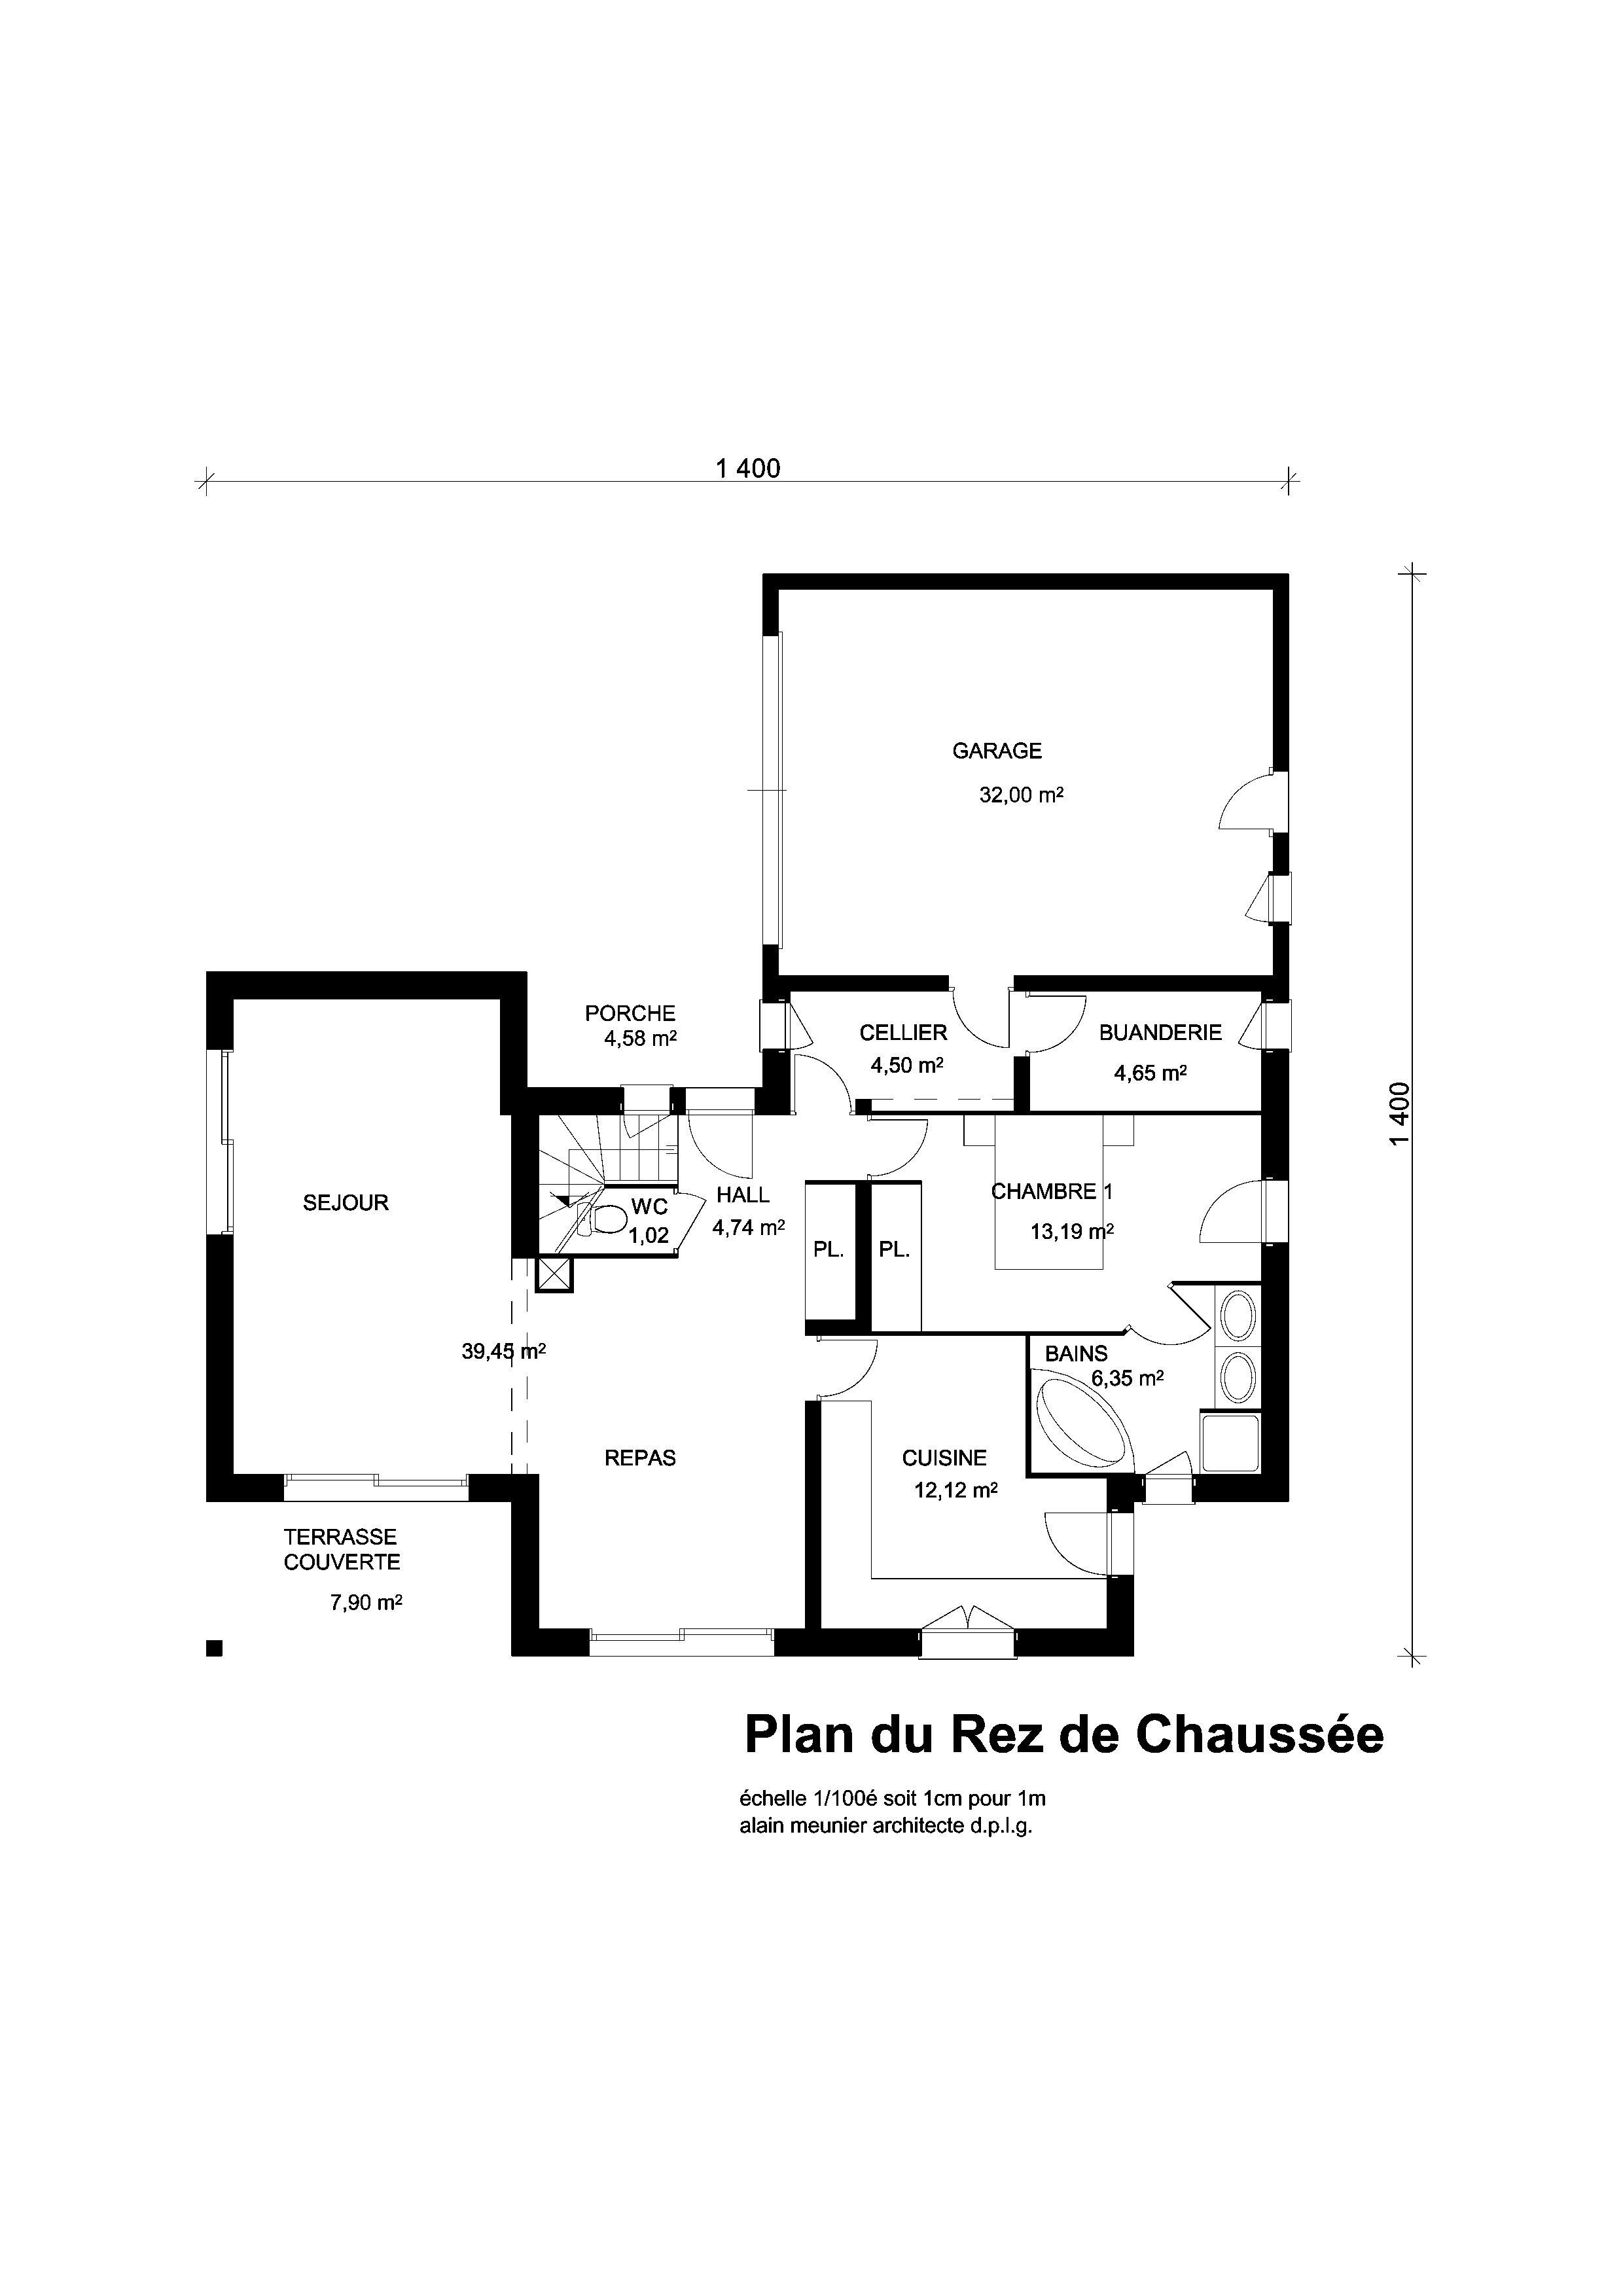 1 400
GARAGE
32,00 m²
PORCHE
4,58 m²
CELLIER
4,50 m²
BUANDERIE
4,65 m²
1 400
SEJOUR
WC
1,02
HALL
4,74 m²
CHAMBRE 1
13,19 m²
PL.
PL.
39,45 m²
BAINS
6,35 m²
REPAS
CUISINE
12,12 m²
TERRASSE
COUVERTE
7,90 m²
Plan du Rez de Chaussée
échelle 1/100é soit 1cm pour 1m
alain meunier architecte d.p.l.g.